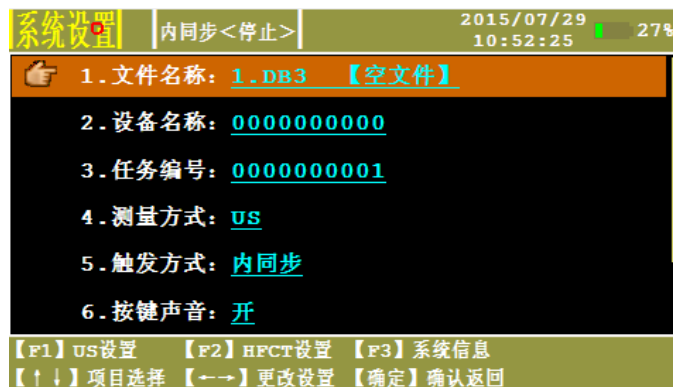 系统设置 内同步<停止> 2015/07/29 27%
10:52:25
1.文件名称：1.DB3 【空文件】
2.设备名称：0000000000
3.任务编号：0000000001
4.测量方式：US
5.触发方式：内同步
6.按键声音：开
【F1】US设置 【F2】HFCT设置 【F3】系统信息
【↑↓】项目选择 【←→】更改设置 【确定】确认返回